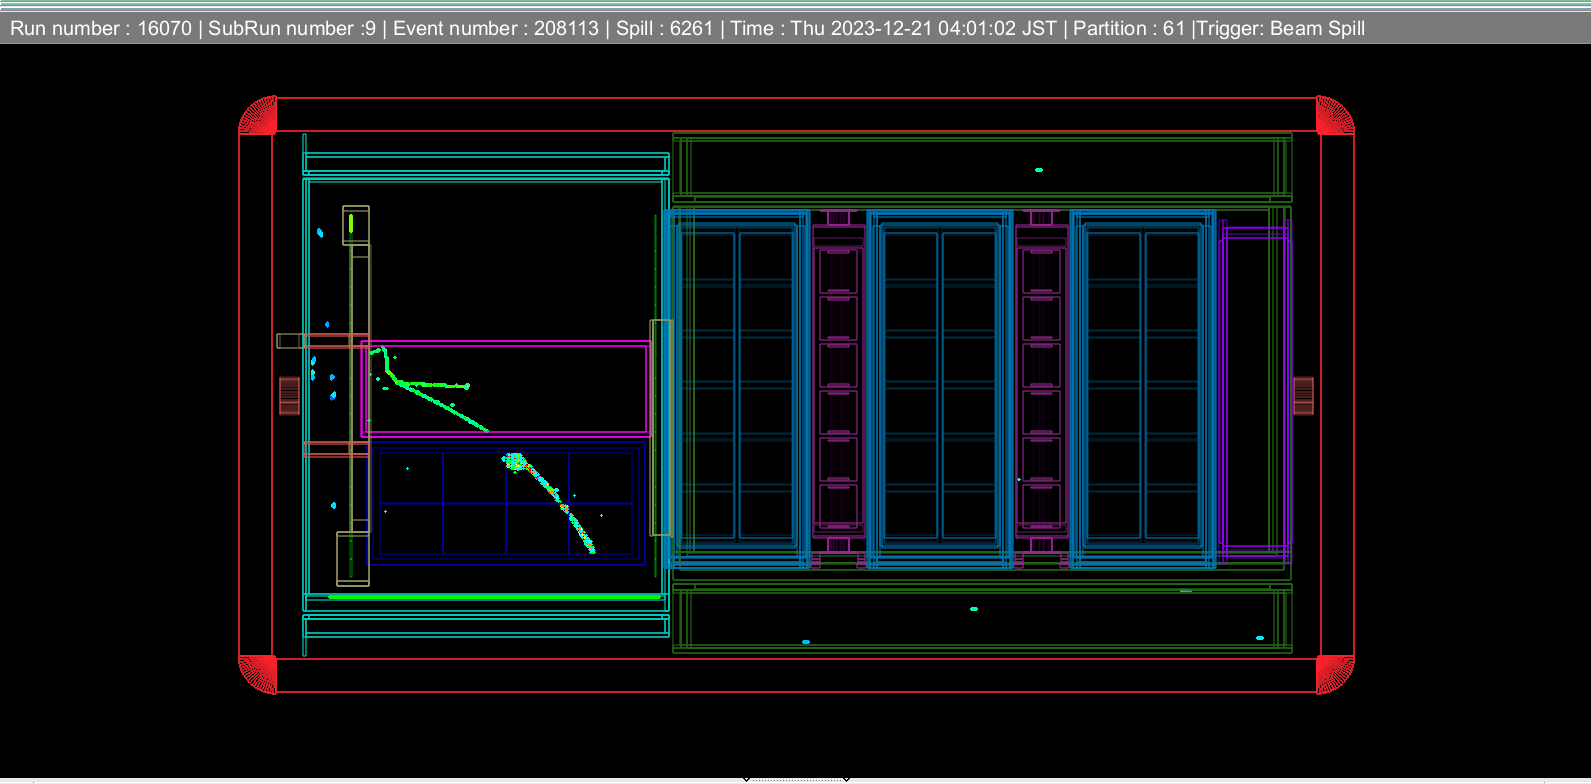 Run number : 16070 | SubRun number :9 | Event number : 208113 | Spill : 6261 | Time : Thu 2023-12-21 04:01:02 JST | Partition : 61 |Trigger: Beam Spill